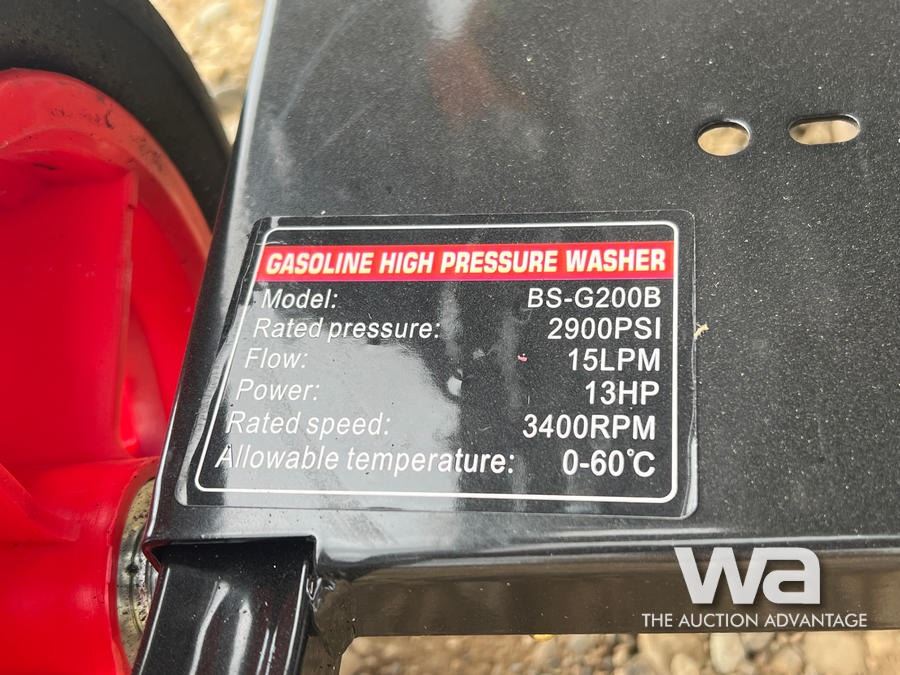 GASOLINE HIGH PRESSURE WASHER
Model: BS-G200B
Rated pressure: 2900PSI
Flow: 15LPM
Power: 13HP
Rated speed: 3400RPM
Allowable temperature: 0-60°C
wa
THE AUCTION ADVANTAGE